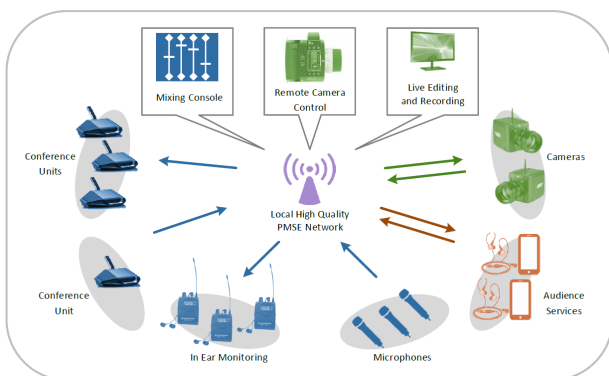 Mixing Console
Remote Camera
Control
Live Editing
and Recording
Conference
Units
Cameras
Local High Quality
PMSE Network
Conference
Unit
Audience
Services
In Ear Monitoring
Microphones